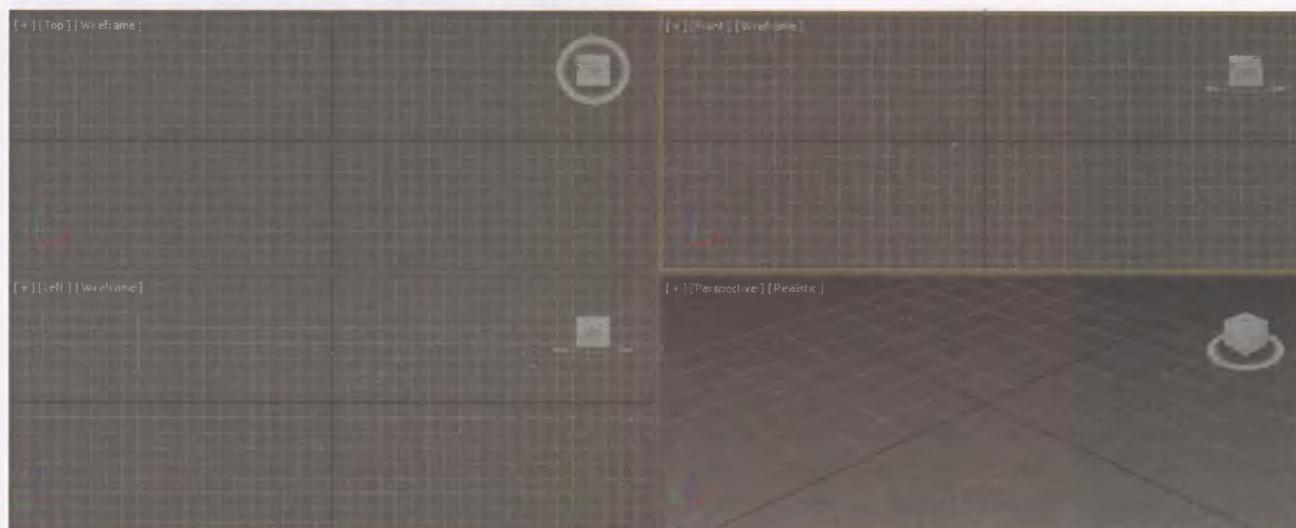 [ + ] [ Top ] [ Wireframe ]
[ + ] [ Front ] [ Wireframe ]
[ + ] [ Left ] [ Wireframe ]
[ + ] [ Perspective ] [ Realistic ]